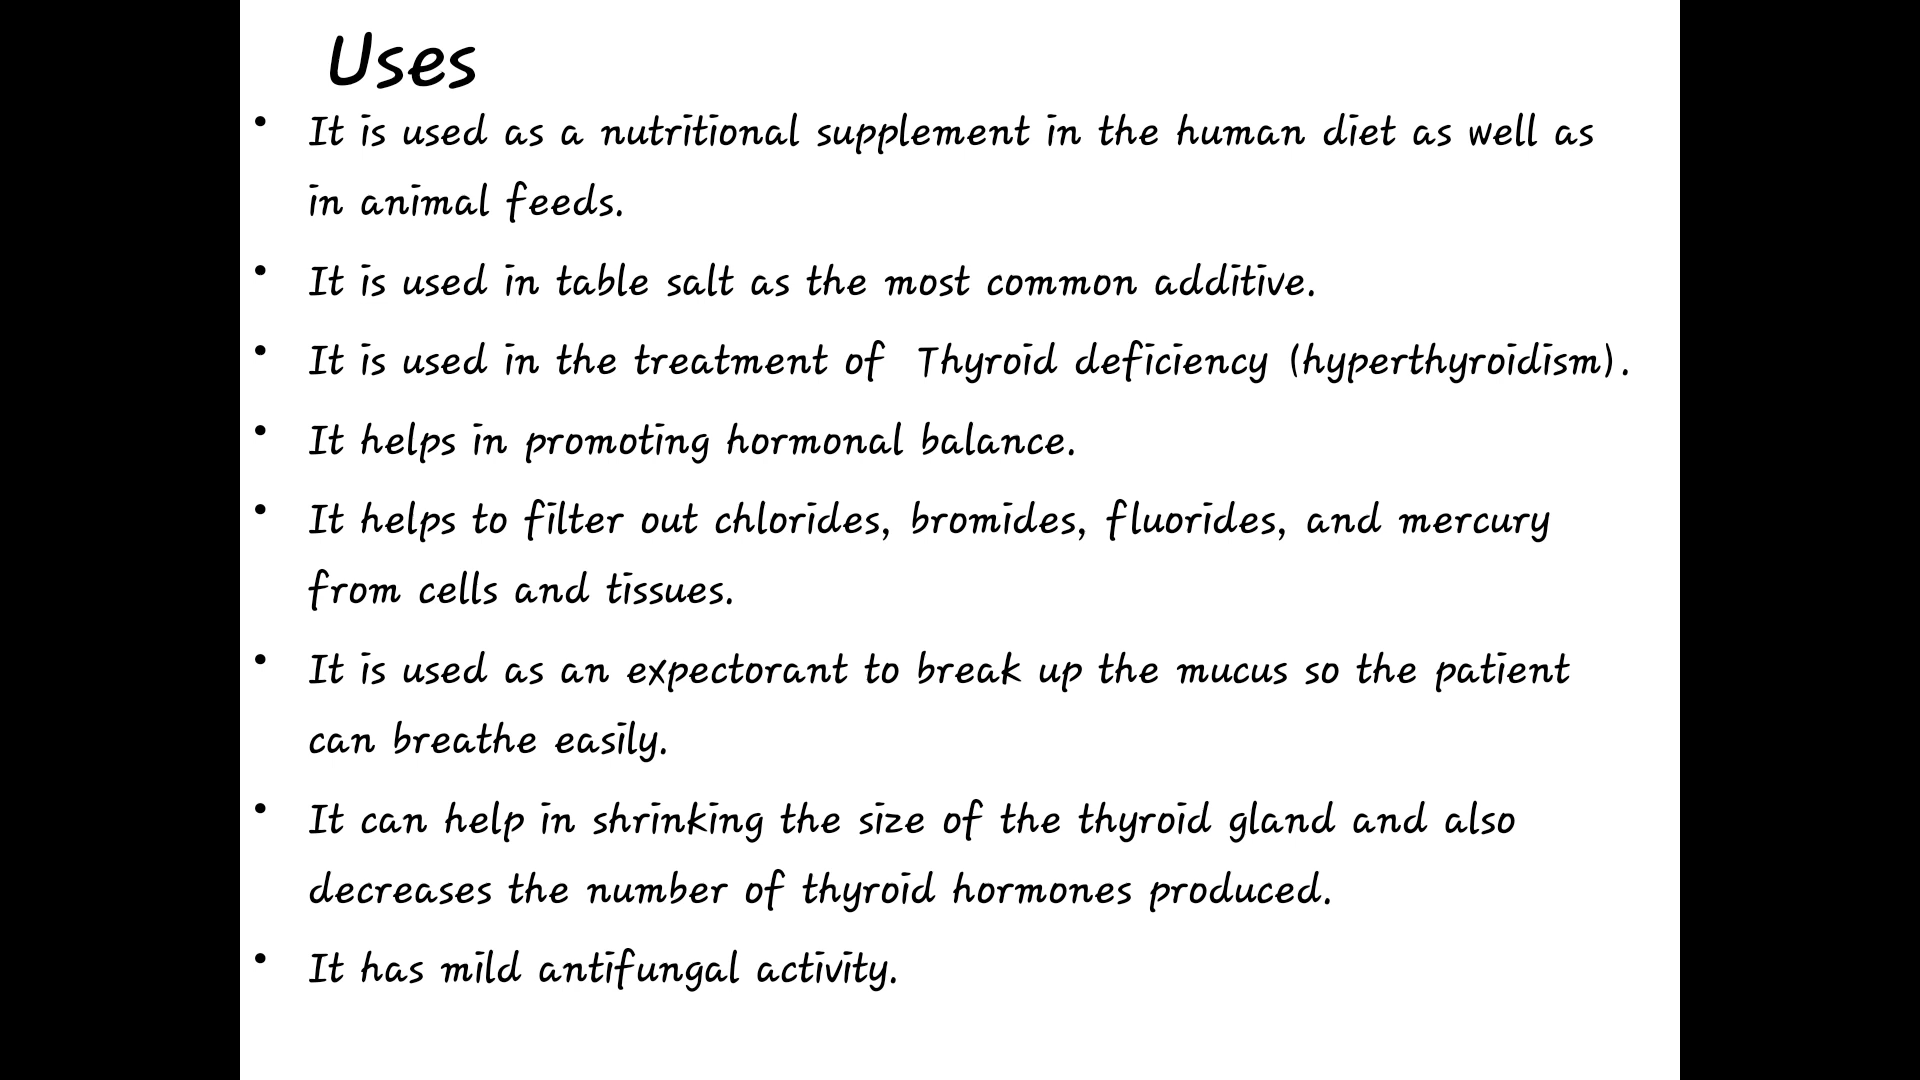 Uses
• It is used as a nutritional supplement in the human diet as well as
in animal feeds.
• It is used in table salt as the most common additive.
• It is used in the treatment of  Thyroid deficiency (hyperthyroidism).
• It helps in promoting hormonal balance.
• It helps to filter out chlorides, bromides, fluorides, and mercury
from cells and tissues.
• It is used as an expectorant to break up the mucus so the patient
can breathe easily.
• It can help in shrinking the size of the thyroid gland and also
decreases the number of thyroid hormones produced.
• It has mild antifungal activity.